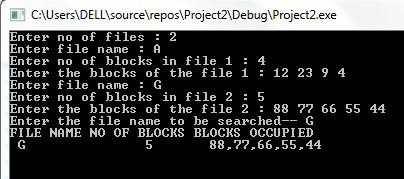 C:\Users\DELL\source\repos\Project2\Debug\Project2.exe
Enter no of files : 2
Enter file name : A
Enter no of blocks in file 1 : 4
Enter the blocks of the file 1 : 12 23 9 4
Enter file name : G
Enter no of blocks in file 2 : 5
Enter the blocks of the file 2 : 88 77 66 55 44
Enter the file name to be searched-- G
FILE NAME NO OF BLOCKS BLOCKS OCCUPIED
G 5 88,77,66,55,44